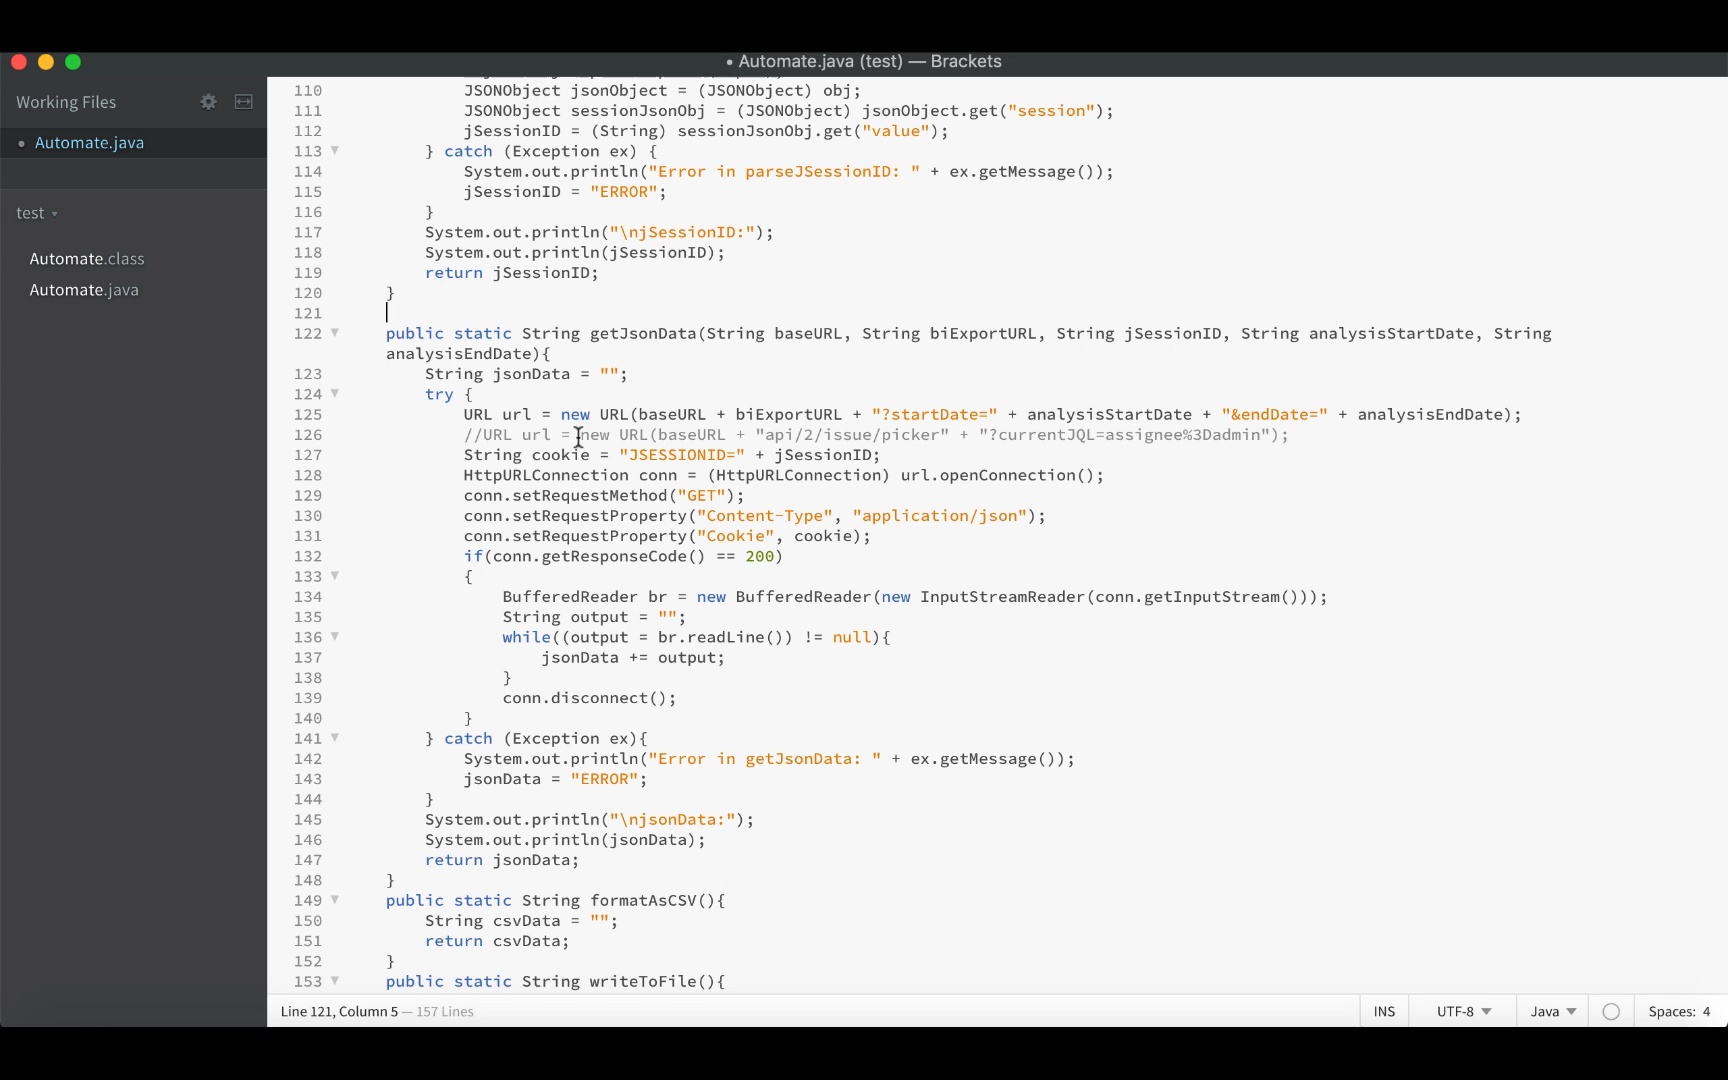 • Automate.java (test) — Brackets
Working Files
• Automate.java
test
Automate.class
Automate.java
110 JSONObject jsonObject = (JSONObject) obj;
111 JSONObject sessionJsonObj = (JSONObject) jsonObject.get("session");
112 jSessionID = (String) sessionJsonObj.get("value");
113 } catch (Exception ex) {
114 System.out.println("Error in parseJSessionID: " + ex.getMessage());
115 jSessionID = "ERROR";
116 }
117 System.out.println("\njSessionID:");
118 System.out.println(jSessionID);
119 return jSessionID;
120 }
121
122 public static String getJsonData(String baseURL, String biExportURL, String jSessionID, String analysisStartDate, String
analysisEndDate){
123 String jsonData = "";
124 try {
125 URL url = new URL(baseURL + biExportURL + "?startDate=" + analysisStartDate + "&endDate=" + analysisEndDate);
126 //URL url = new URL(baseURL + "api/2/issue/picker" + "?currentJQL=assignee%3Dadmin");
127 String cookie = "JSESSIONID=" + jSessionID;
128 HttpURLConnection conn = (HttpURLConnection) url.openConnection();
129 conn.setRequestMethod("GET");
130 conn.setRequestProperty("Content-Type", "application/json");
131 conn.setRequestProperty("Cookie", cookie);
132 if(conn.getResponseCode() == 200)
133 {
134 BufferedReader br = new BufferedReader(new InputStreamReader(conn.getInputStream()));
135 String output = "";
136 while((output = br.readLine()) != null){
137 jsonData += output;
138 }
139 conn.disconnect();
140 }
141 } catch (Exception ex){
142 System.out.println("Error in getJsonData: " + ex.getMessage());
143 jsonData = "ERROR";
144 }
145 System.out.println("\njsonData:");
146 System.out.println(jsonData);
147 return jsonData;
148 }
149 public static String formatAsCSV(){
150 String csvData = "";
151 return csvData;
152 }
153 public static String writeToFile(){
Line 121, Column 5 — 157 Lines
INS UTF-8 Java Spaces: 4